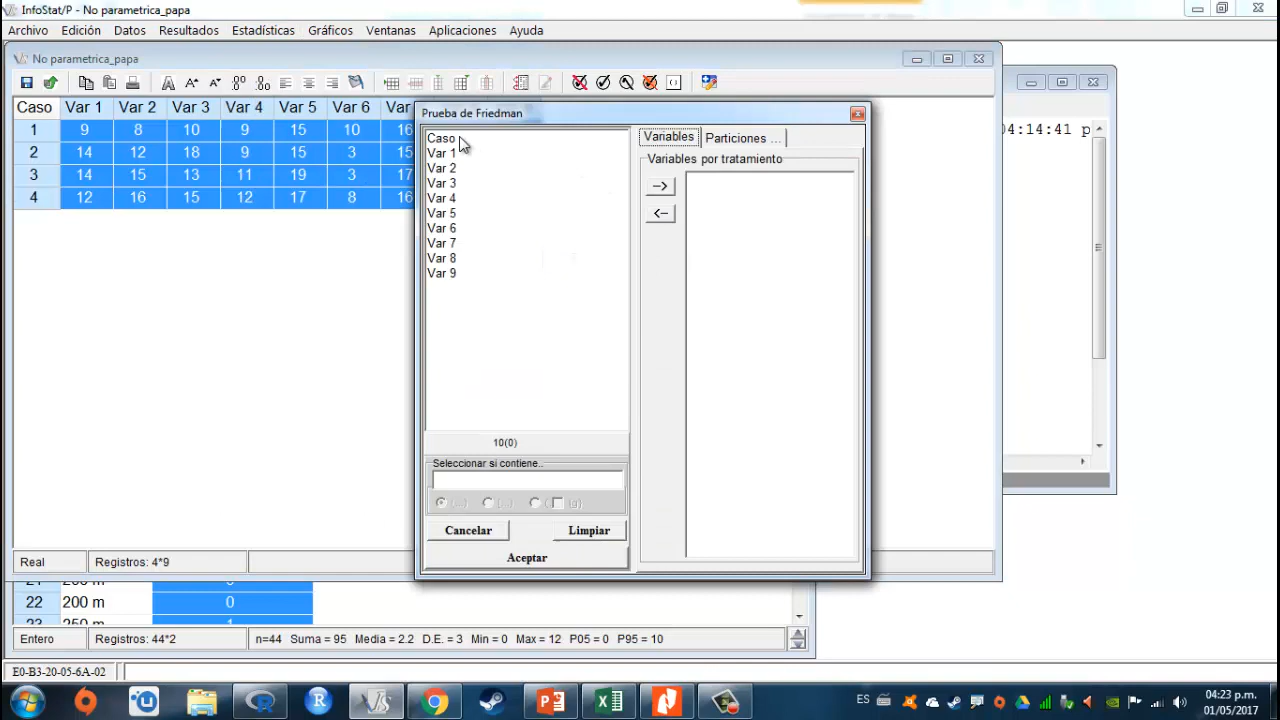 InfoStat/P - No parametrica_papa
Archivo Edición Datos Resultados Estadísticas Gráficos Ventanas Aplicaciones Ayuda
No parametrica_papa
Caso Var 1 Var 2 Var 3 Var 4 Var 5 Var 6 Var
1 9 8 10 9 15 10 16
2 14 12 18 9 15 3 15
3 14 15 13 11 19 3 17
4 12 16 15 12 17 8 16
Real Registros: 4*9
Prueba de Friedman
Caso
Var 1
Var 2
Var 3
Var 4
Var 5
Var 6
Var 7
Var 8
Var 9
10(0)
Seleccionar si contiene..
(...) [...] ( (g)
Cancelar Limpiar
Aceptar
Variables Particiones ...
Variables por tratamiento
-->
<--
04:14:41 p
22 200 m 0
Entero Registros: 44*2 n=44 Suma = 95 Media = 2.2 D.E. = 3 Min = 0 Max = 12 P05 = 0 P95 = 10
E0-B3-20-05-6A-02
ES
04:23 p.m.
01/05/2017